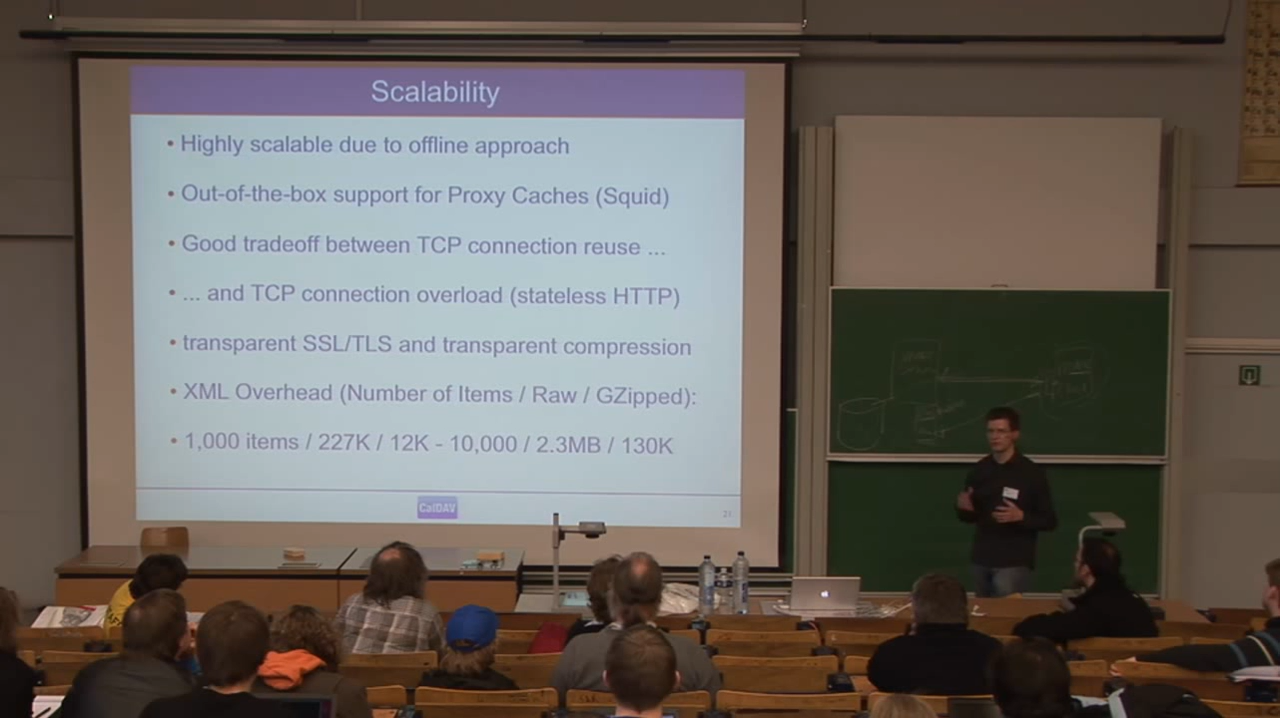 Scalability
• Highly scalable due to offline approach
• Out-of-the-box support for Proxy Caches (Squid)
• Good tradeoff between TCP connection reuse ...
• ... and TCP connection overload (stateless HTTP)
• transparent SSL/TLS and transparent compression
• XML Overhead (Number of Items / Raw / GZipped):
• 1,000 items / 227K / 12K - 10,000 / 2.3MB / 130K
CalDAV